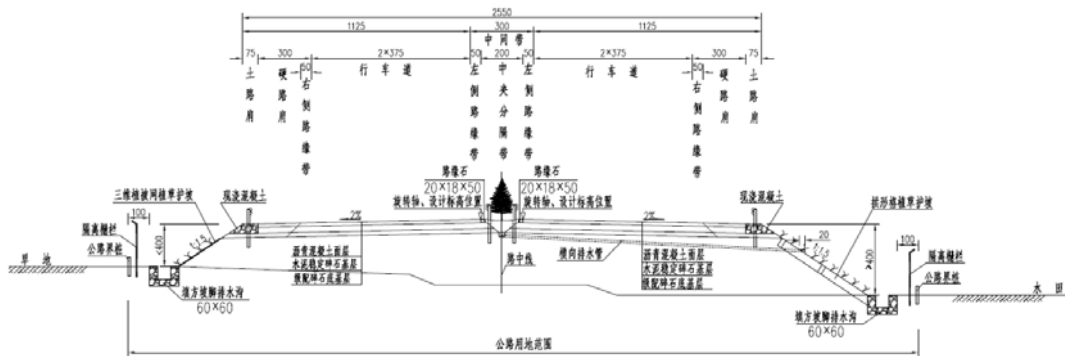 2550
1125 300 1125
中间带
75 300 2×375 50 200 50 2×375 300 75
50 行车道 行车道 50
土路肩
硬路肩
右侧路缘带
左侧路缘带
中央分隔带
左侧路缘带
右侧路缘带
硬路肩
土路肩
路缘石 路缘石
20×18×50 20×18×50
旋转轴、设计标高位置 旋转轴、设计标高位置
三维植被网植草护坡 现浇混凝土 现浇混凝土 拱形格植草护坡
100 2% 2% 20 100
隔离栅栏 <400 1:1.5 1:1.5 ≥400 隔离栅栏
公路界桩 公路界桩
旱地 水田
沥青混凝土面层 横向排水管 沥青混凝土面层
水泥稳定碎石基层 路中线 水泥稳定碎石基层
级配碎石底基层 级配碎石底基层
填方坡脚排水沟 填方坡脚排水沟
60×60 60×60
公路用地范围